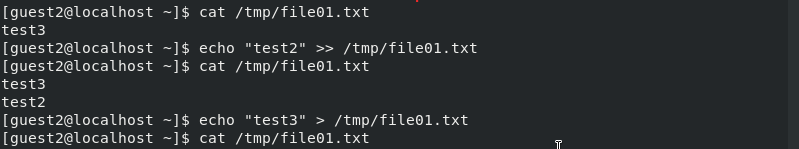 [guest2@localhost ~]$ cat /tmp/file01.txt
test3
[guest2@localhost ~]$ echo "test2" >> /tmp/file01.txt
[guest2@localhost ~]$ cat /tmp/file01.txt
test3
test2
[guest2@localhost ~]$ echo "test3" > /tmp/file01.txt
[guest2@localhost ~]$ cat /tmp/file01.txt